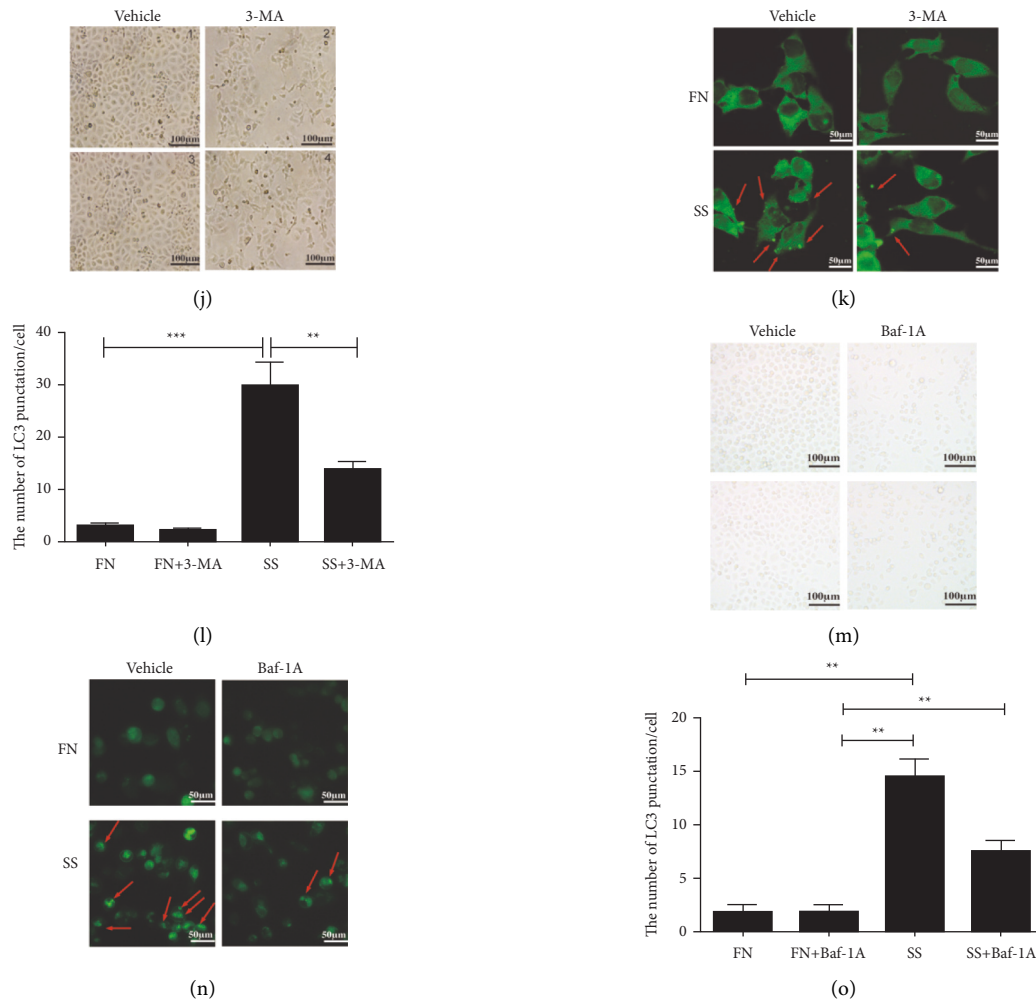 Vehicle 3-MA
1 2
100μm 100μm
3 4
100μm 100μm
(j)
Vehicle 3-MA
FN
50μm 50μm
SS
50μm 50μm
(k)
The number of LC3 punctation/cell
40
30
20
10
0
*** **
FN FN+3-MA SS SS+3-MA
(l)
Vehicle Baf-1A
100μm 100μm
100μm 100μm
(m)
Vehicle Baf-1A
FN
50μm 50μm
SS
50μm 50μm
(n)
The number of LC3 punctation/cell
20
15
10
5
0
**
**
**
FN FN+Baf-1A SS SS+Baf-1A
(o)